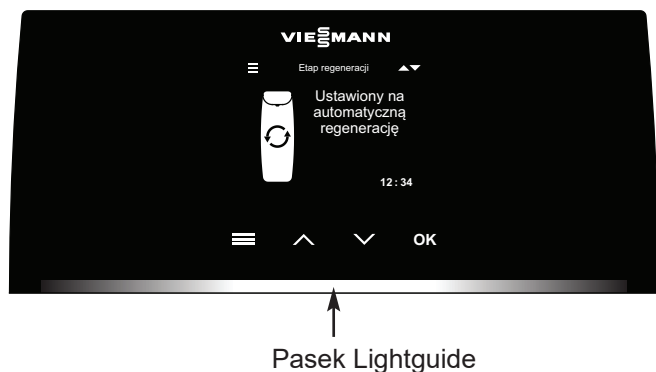 VIESMANN
Etap regeneracji
Ustawiony na
automatyczną
regenerację
12:34
OK
Pasek Lightguide